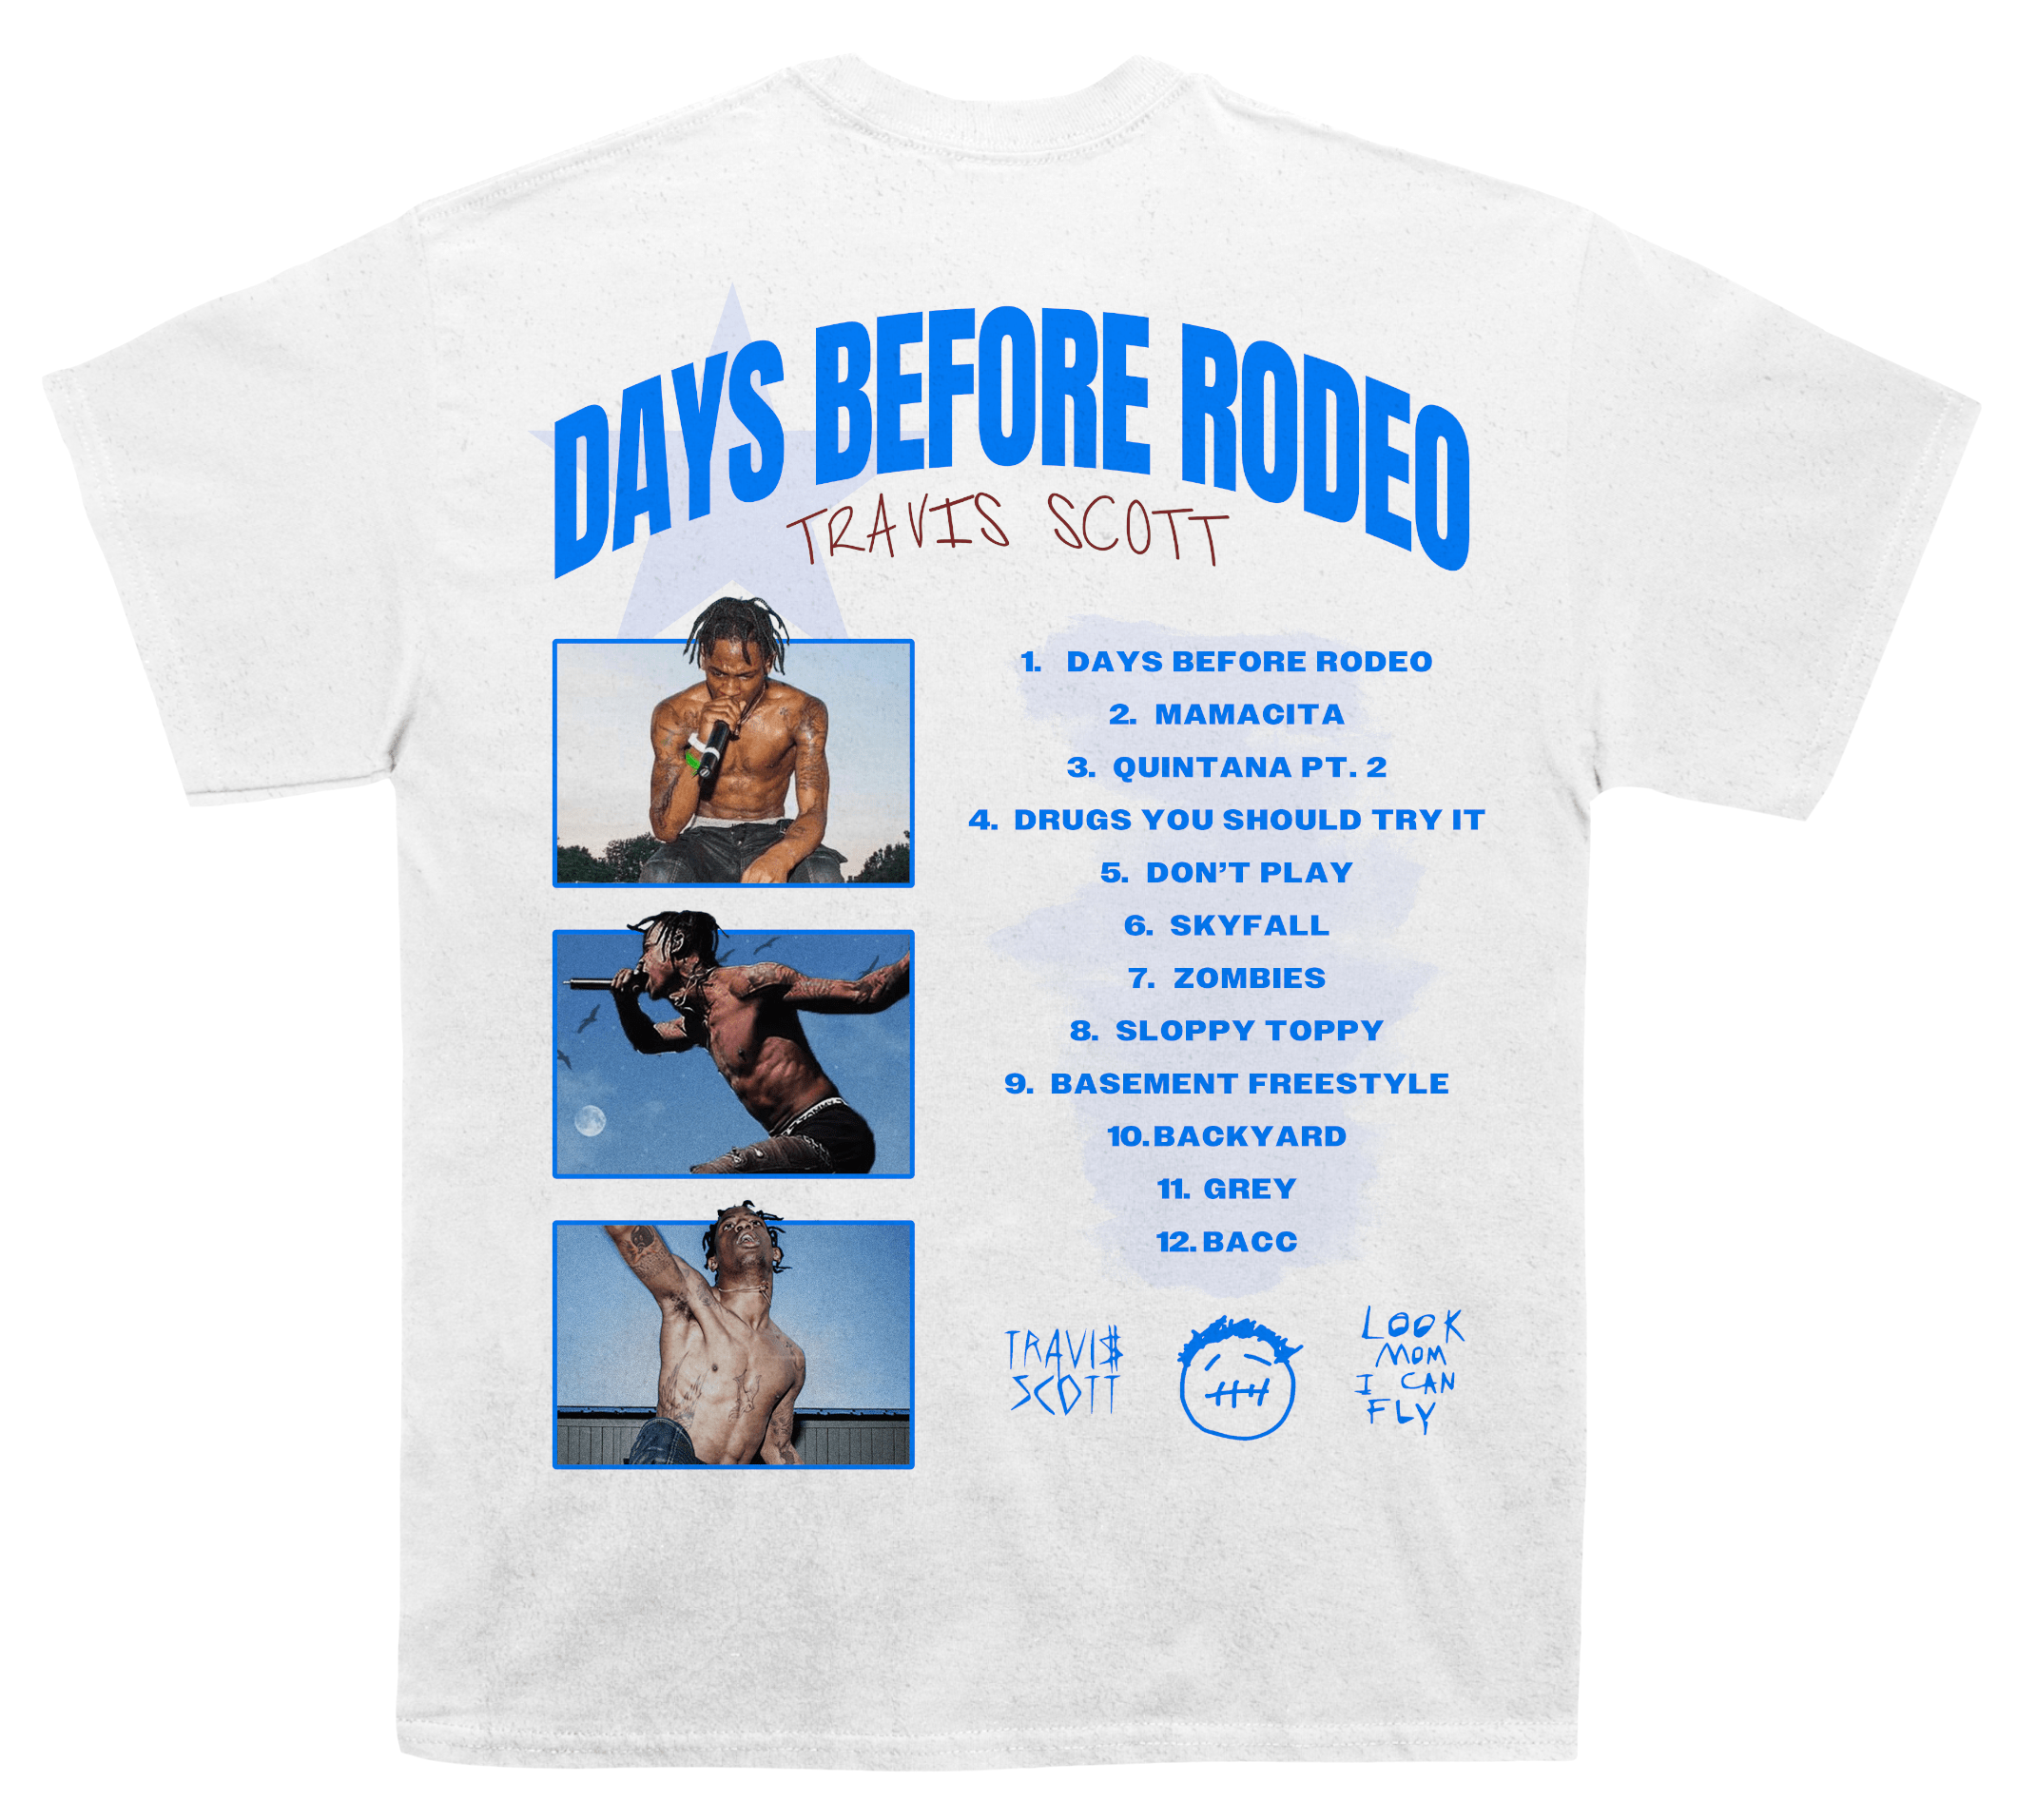 DAYS BEFORE RODEO
TRAVIS SCOTT
1. DAYS BEFORE RODEO
2. MAMACITA
3. QUINTANA PT. 2
4. DRUGS YOU SHOULD TRY IT
5. DON’T PLAY
6. SKYFALL
7. ZOMBIES
8. SLOPPY TOPPY
9. BASEMENT FREESTYLE
10. BACKYARD
11. GREY
12. BACC
TRAVI$
SCOTT
LOOK
MOM
I CAN
FLY